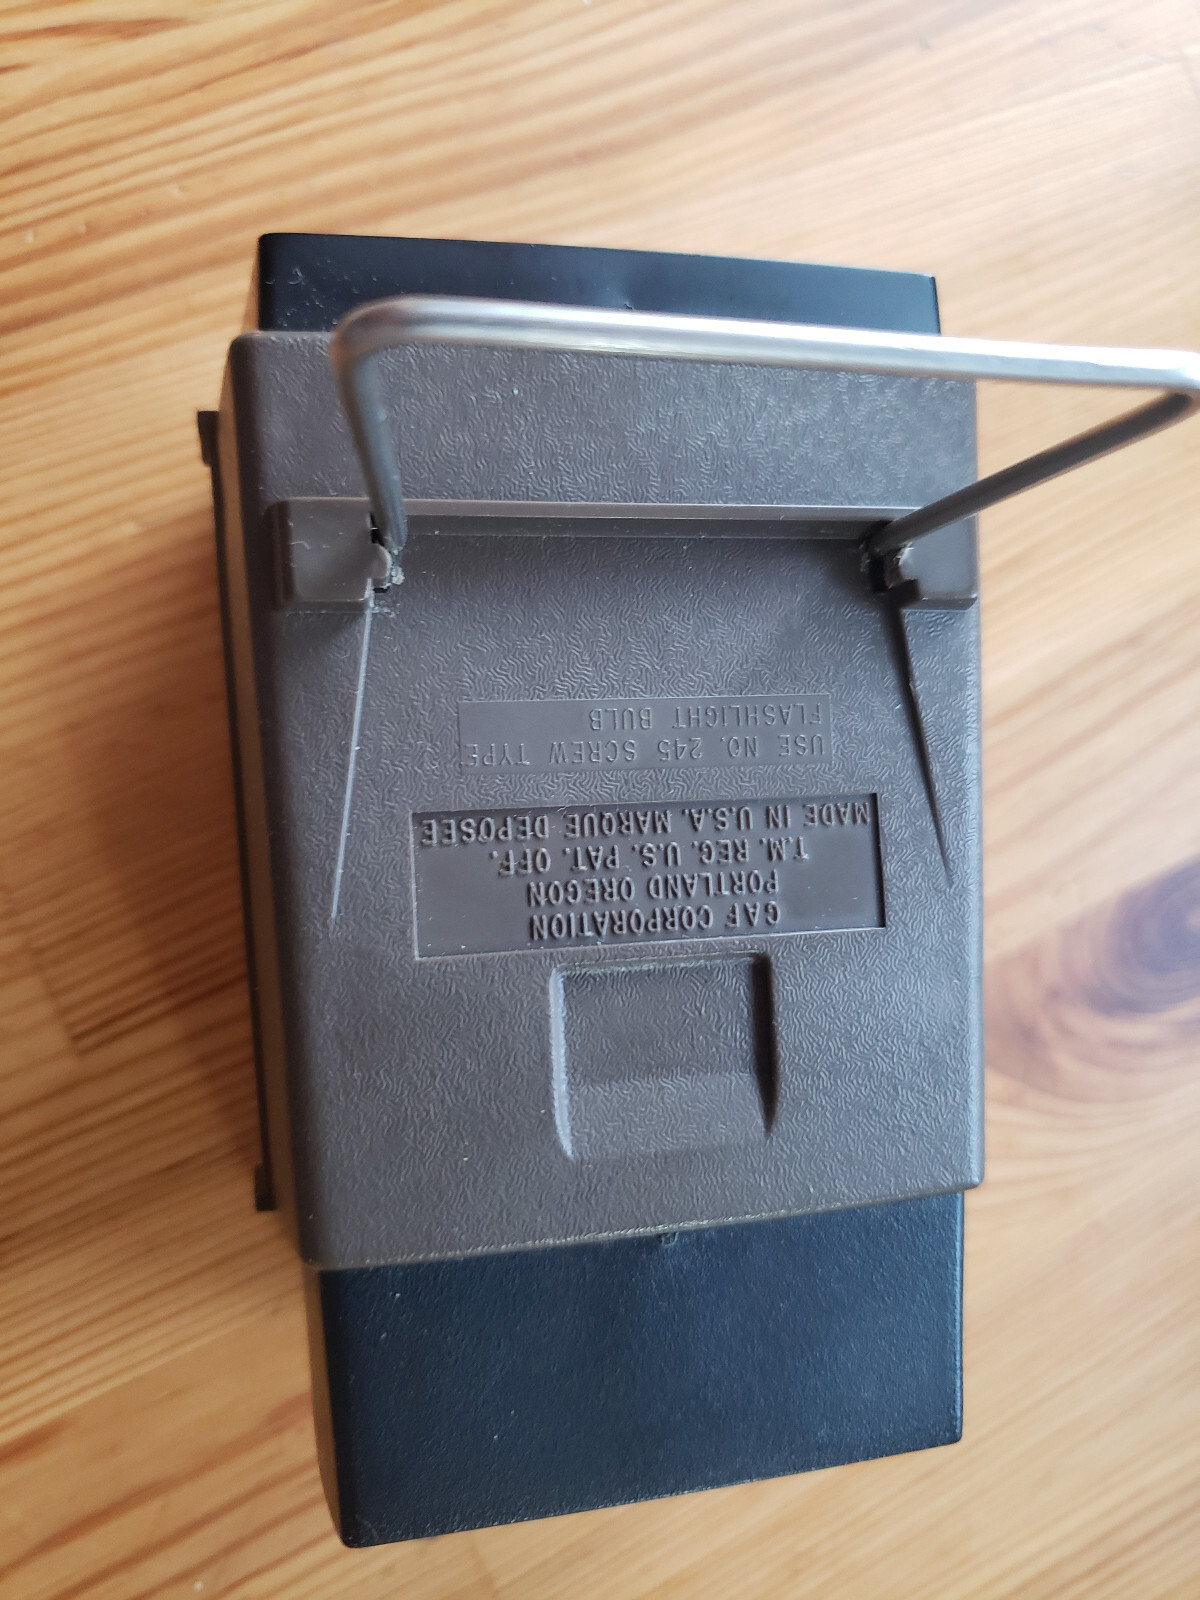 GAF CORPORATION
PORTLAND OREGON
T.M. REG. U.S. PAT. OFF.
MADE IN U.S.A. MARQUE DEPOSEE
USE NO. 245 SCREW TYPE
FLASHLIGHT BULB